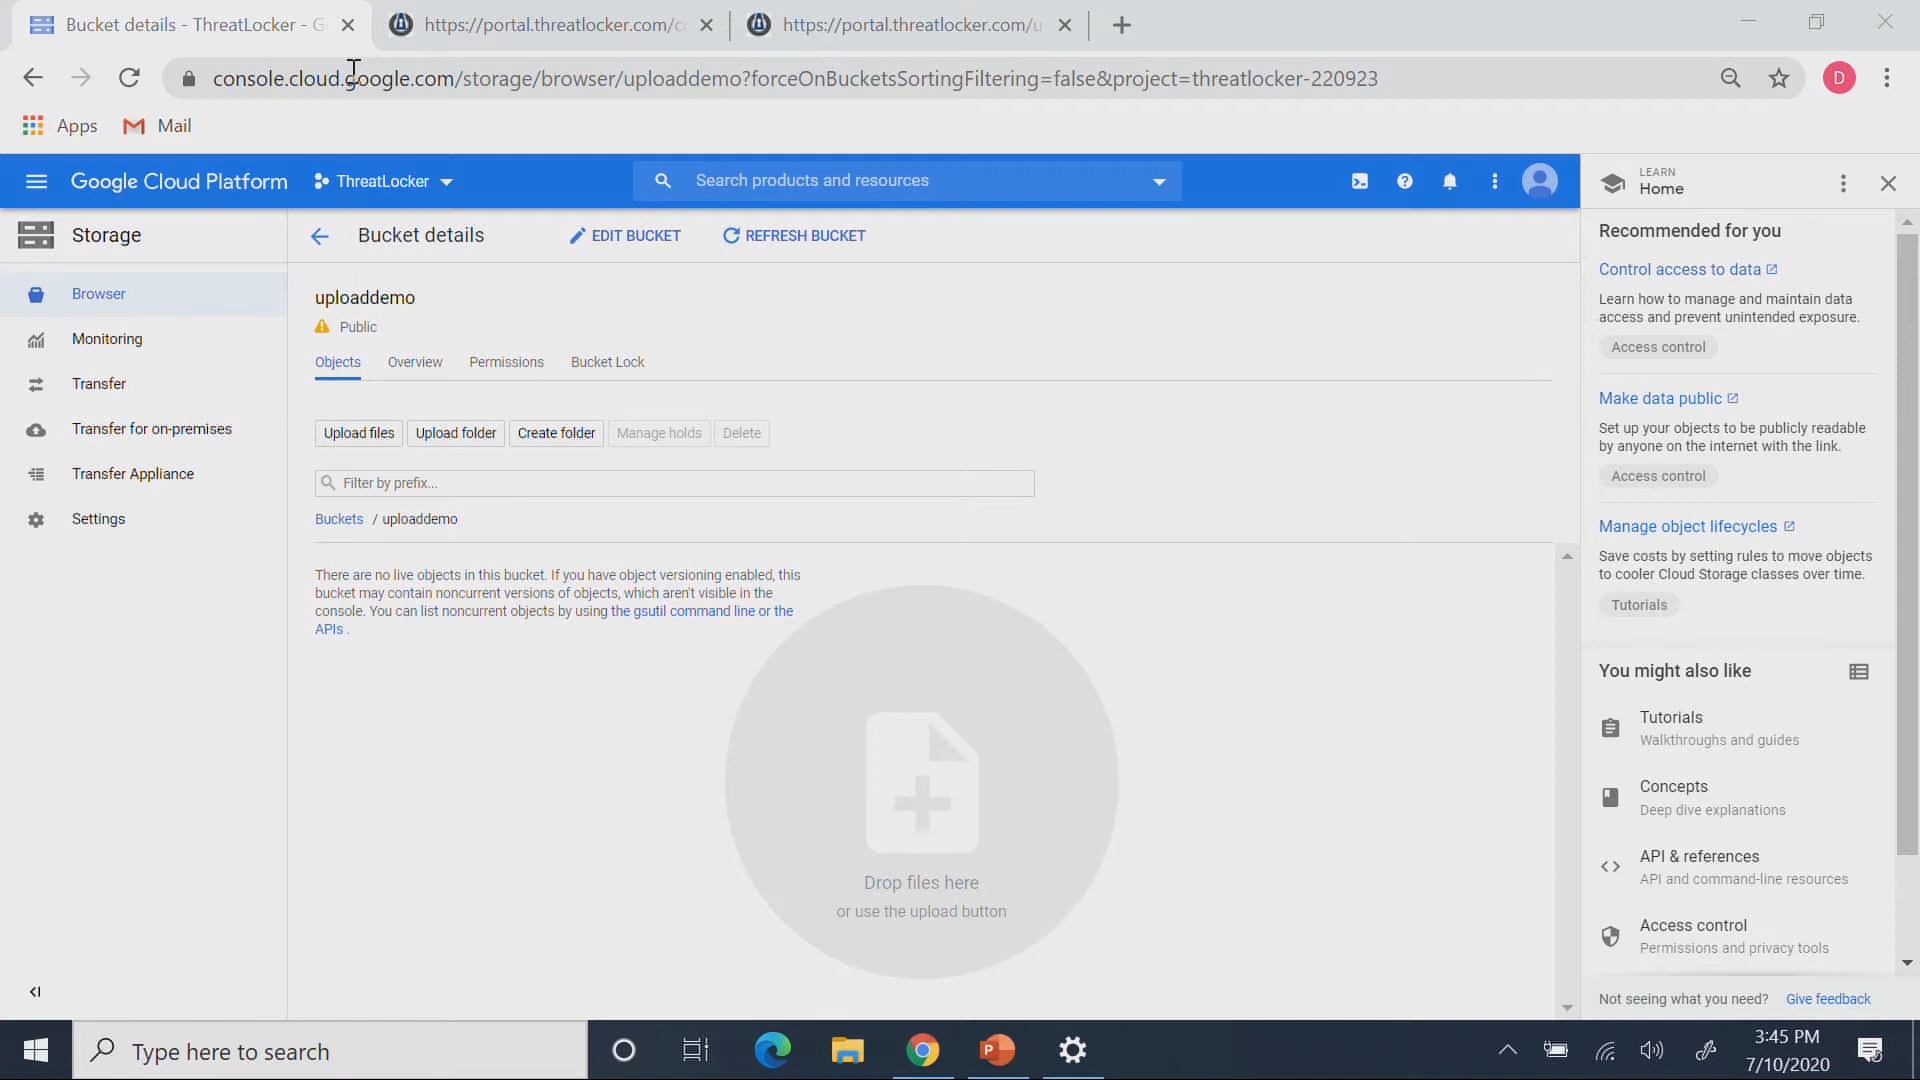 Bucket details - ThreatLocker - G
https://portal.threatlocker.com/c
https://portal.threatlocker.com/u
console.cloud.google.com/storage/browser/uploaddemo?forceOnBucketsSortingFiltering=false&project=threatlocker-220923
D
Apps
Mail
Google Cloud Platform
ThreatLocker
Search products and resources
LEARN
Home
Storage
Bucket details
EDIT BUCKET
REFRESH BUCKET
Browser
Monitoring
Transfer
Transfer for on-premises
Transfer Appliance
Settings
uploaddemo
Public
Objects
Overview
Permissions
Bucket Lock
Upload files
Upload folder
Create folder
Manage holds
Delete
Filter by prefix...
Buckets / uploaddemo
There are no live objects in this bucket. If you have object versioning enabled, this
bucket may contain noncurrent versions of objects, which aren't visible in the
console. You can list noncurrent objects by using the gsutil command line or the
APIs .
Drop files here
or use the upload button
Recommended for you
Control access to data
Learn how to manage and maintain data
access and prevent unintended exposure.
Access control
Make data public
Set up your objects to be publicly readable
by anyone on the internet with the link.
Access control
Manage object lifecycles
Save costs by setting rules to move objects
to cooler Cloud Storage classes over time.
Tutorials
You might also like
Tutorials
Walkthroughs and guides
Concepts
Deep dive explanations
API & references
API and command-line resources
Access control
Permissions and privacy tools
Not seeing what you need? Give feedback
Type here to search
P
3:45 PM
7/10/2020